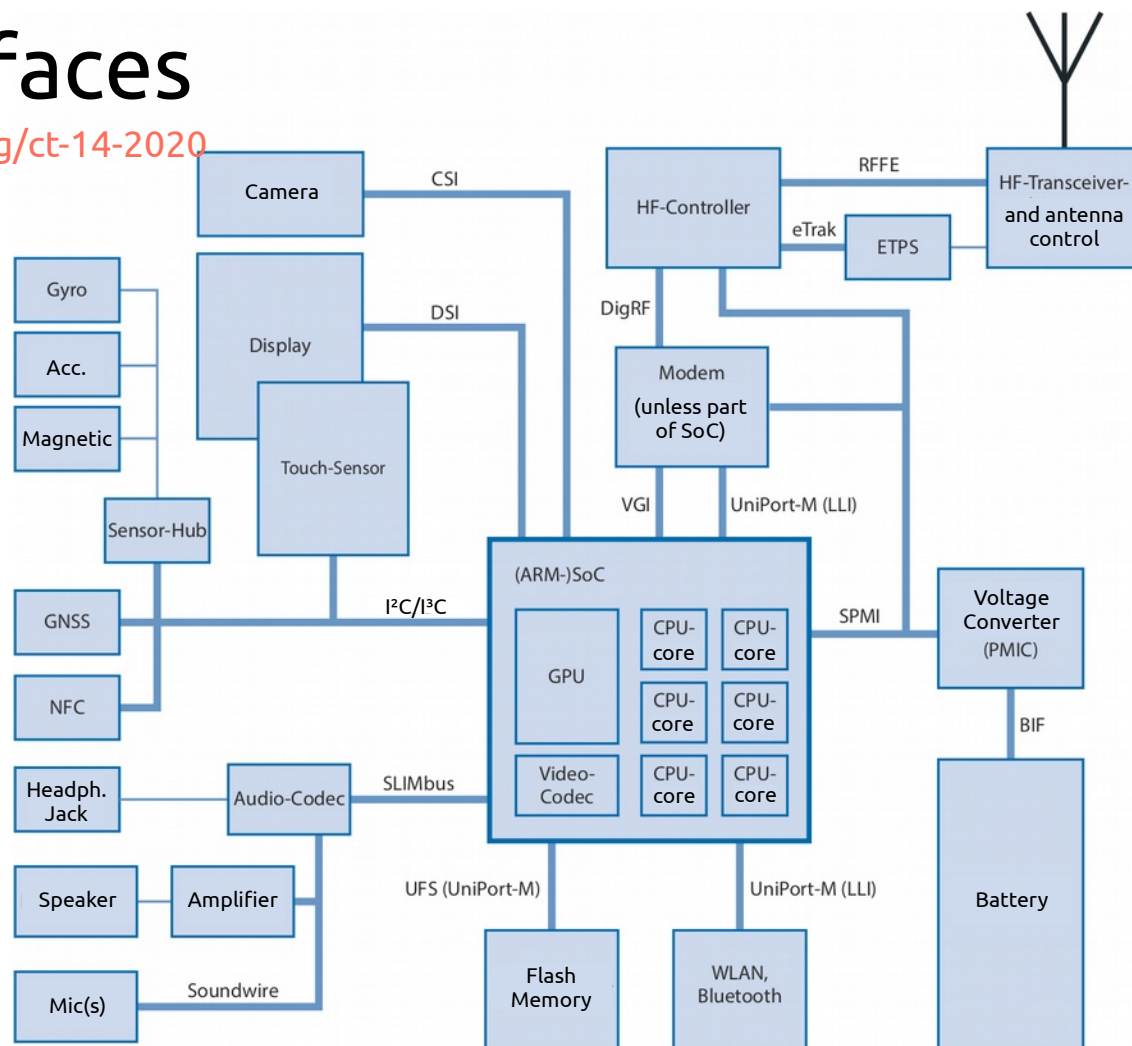 faces
g/ct-14-2020
Camera
CSI
HF-Controller
RFFE
HF-Transceiver-
and antenna
control
eTrak
ETPS
Gyro
Acc.
Magnetic
Display
DSI
DigRF
Modem
(unless part
of SoC)
Touch-Sensor
Sensor-Hub
VGI
UniPort-M (LLI)
GNSS
I²C/I³C
NFC
(ARM-)SoC
GPU
CPU-
core
CPU-
core
CPU-
core
CPU-
core
Video-
Codec
CPU-
core
CPU-
core
SPMI
Voltage
Converter
(PMIC)
BIF
Headph.
Jack
Audio-Codec
SLIMbus
Speaker
Amplifier
UFS (UniPort-M)
UniPort-M (LLI)
Battery
Mic(s)
Soundwire
Flash
Memory
WLAN,
Bluetooth